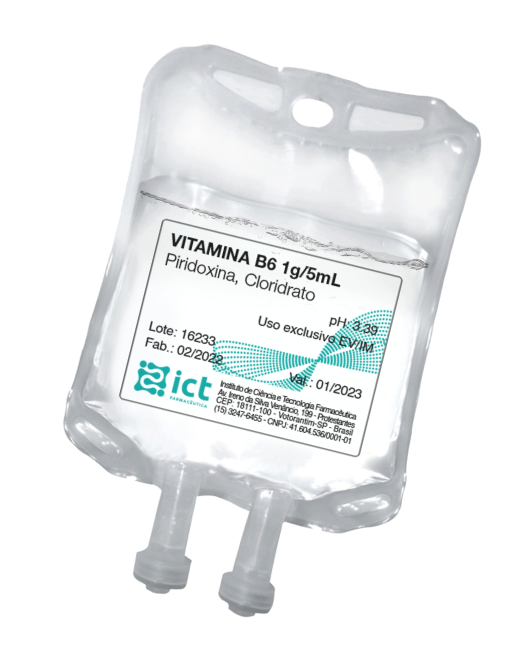 VITAMINA B6 1g/5mL
Piridoxina, Cloridrato
pH: 3.39
Uso exclusivo EV/IM
Lote: 16233
Fab.: 02/2022
Val.: 01/2023
ict
FARMACÊUTICA
Instituto de Ciência e Tecnologia Farmacêutica
Av. Ireno da Silva Venâncio, 199 - Protestantes
CEP: 18111-100 - Votorantim-SP - Brasil
(15) 3247-6455 - CNPJ: 41.604.536/0001-01